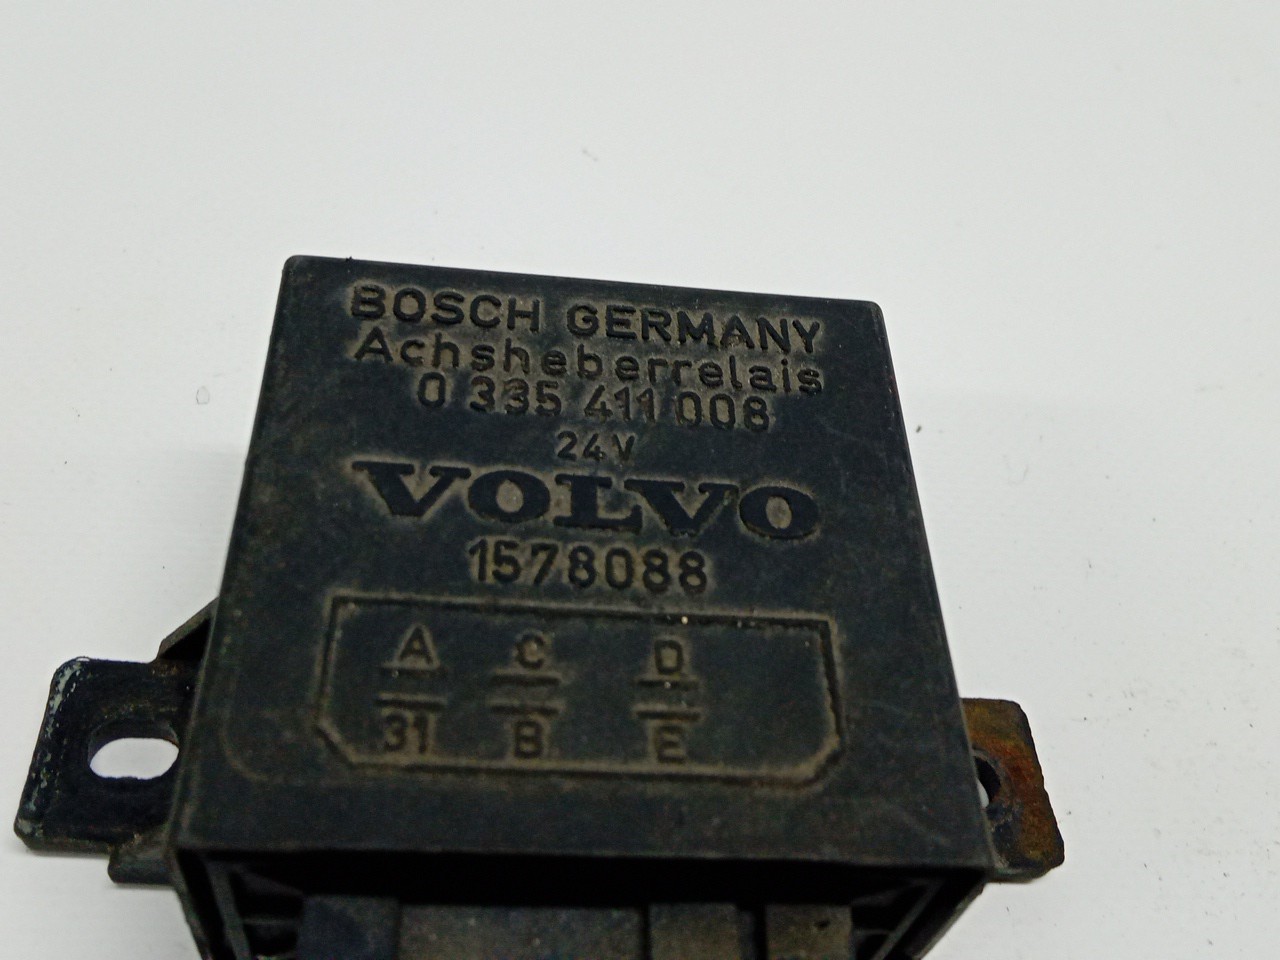 BOSCH GERMANY
Achsheberrelais
0 335 411 008
24V
VOLVO
1578088
A C D
31 B E